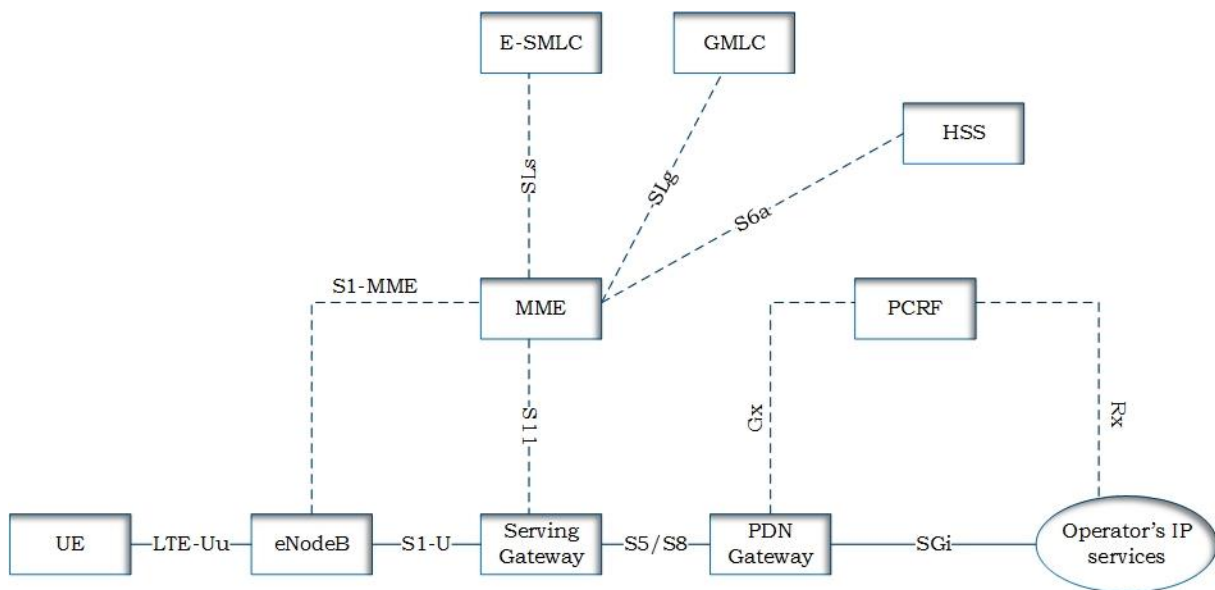 E-SMLC
GMLC
HSS
SLs
SLg
S6a
S1-MME
MME
PCRF
S11
Gx
Rx
UE
LTE-Uu
eNodeB
S1-U
Serving
Gateway
S5/S8
PDN
Gateway
SGi
Operator's IP
services